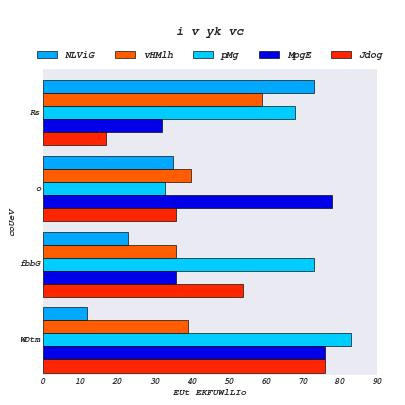 i v yk vc
NLViG vHMlh pMg MpgE Jdog
Rs
o
fbbG
WDtm
coUeV
0 10 20 30 40 50 60 70 80 90
EUt EKFUWlLIo